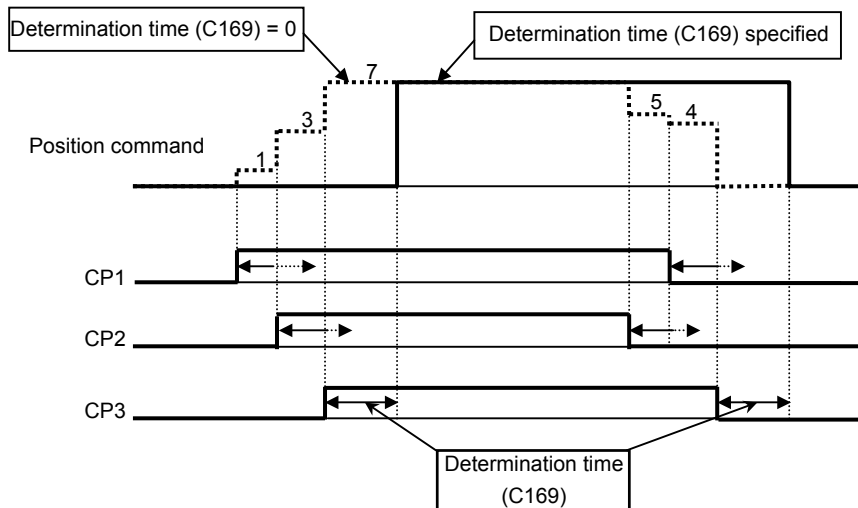 Determination time (C169) = 0
Determination time (C169) specified
7
5
4
3
Position command
1
CP1
CP2
CP3
Determination time
(C169)